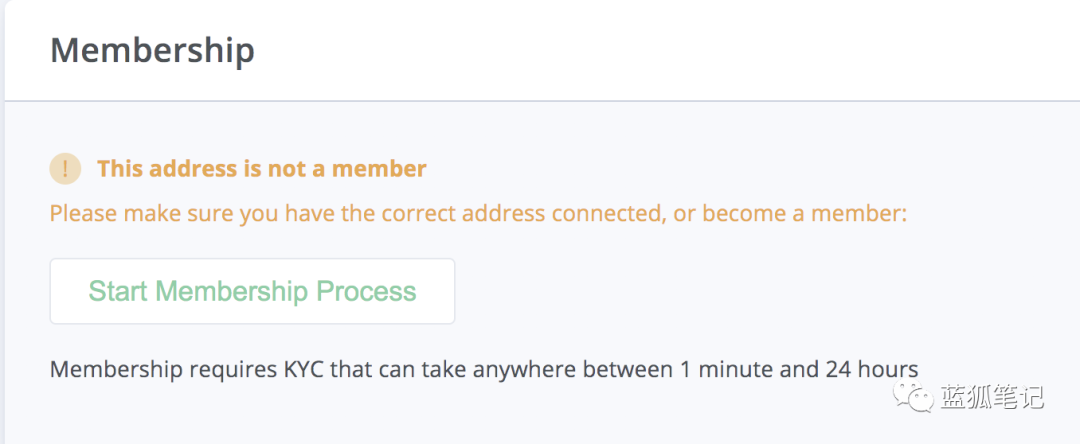 Membership
! This address is not a member
Please make sure you have the correct address connected, or become a member:
Start Membership Process
Membership requires KYC that can take anywhere between 1 minute and 24 hours
蓝狐笔记